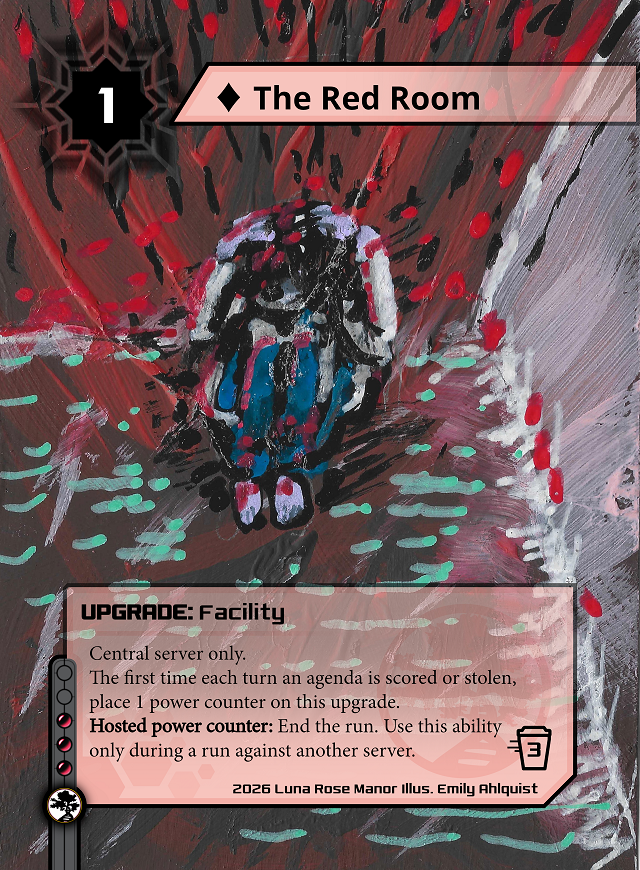 1
♦ The Red Room
UPGRADE: Facility
Central server only.
The first time each turn an agenda is scored or stolen,
place 1 power counter on this upgrade.
Hosted power counter: End the run. Use this ability
only during a run against another server.
3
2026 Luna Rose Manor Illus. Emily Ahlquist